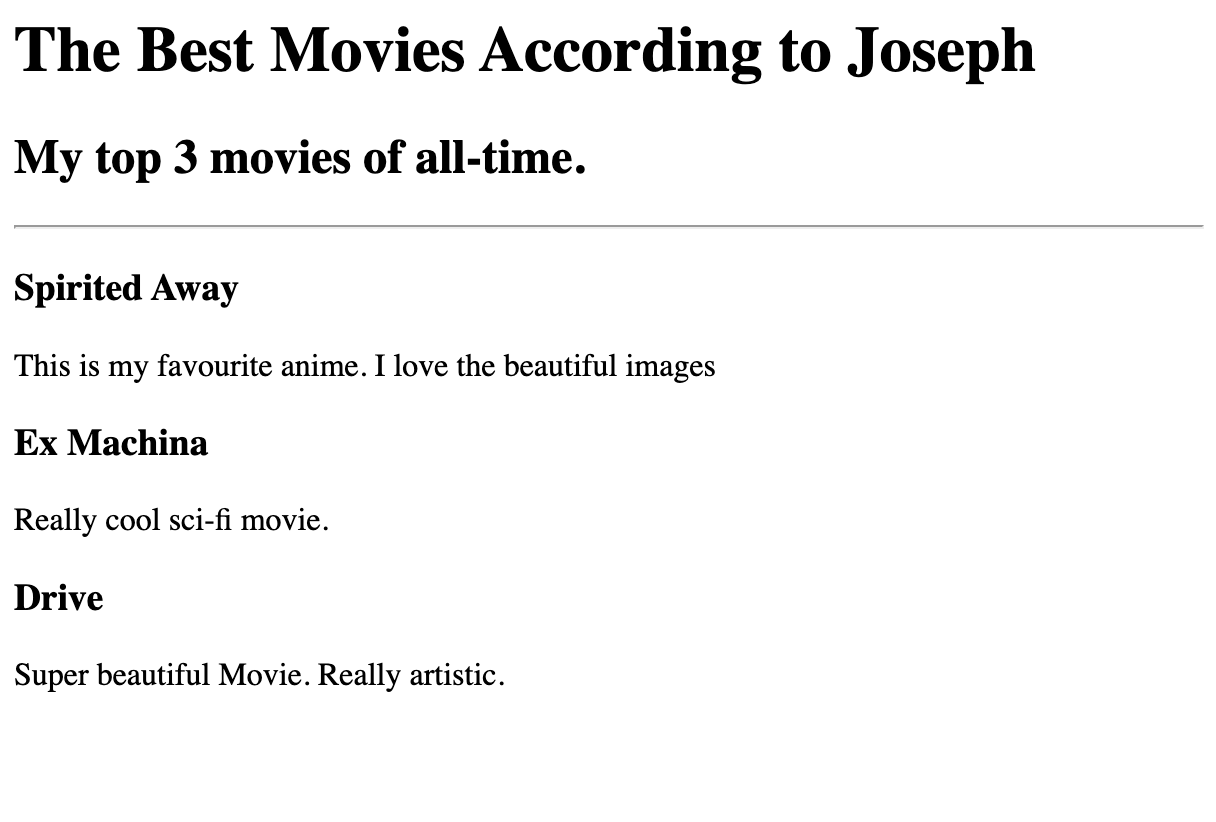 The Best Movies According to Joseph
My top 3 movies of all-time.
Spirited Away
This is my favourite anime. I love the beautiful images
Ex Machina
Really cool sci-fi movie.
Drive
Super beautiful Movie. Really artistic.